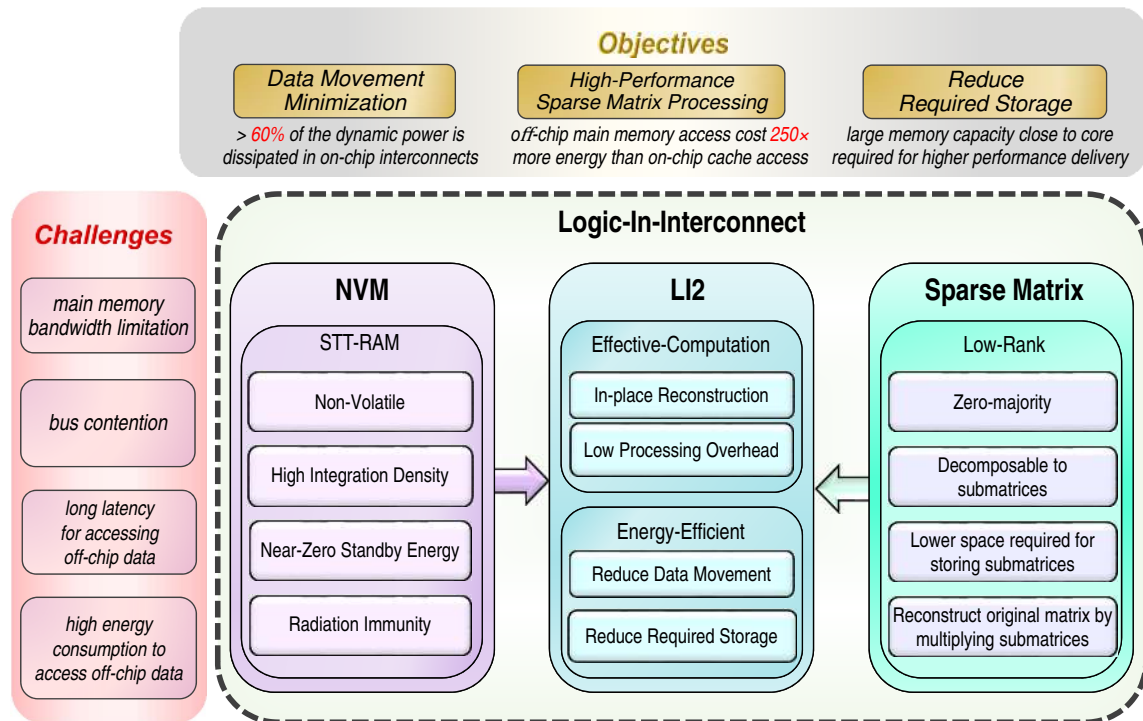 Objectives
Data Movement
Minimization
> 60% of the dynamic power is
dissipated in on-chip interconnects
High-Performance
Sparse Matrix Processing
off-chip main memory access cost 250×
more energy than on-chip cache access
Reduce
Required Storage
large memory capacity close to core
required for higher performance delivery
Challenges
main memory
bandwidth limitation
bus contention
long latency
for accessing
off-chip data
high energy
consumption to
access off-chip data
Logic-In-Interconnect
NVM
STT-RAM
Non-Volatile
High Integration Density
Near-Zero Standby Energy
Radiation Immunity
LI2
Effective-Computation
In-place Reconstruction
Low Processing Overhead
Energy-Efficient
Reduce Data Movement
Reduce Required Storage
Sparse Matrix
Low-Rank
Zero-majority
Decomposable to
submatrices
Lower space required for
storing submatrices
Reconstruct original matrix by
multiplying submatrices